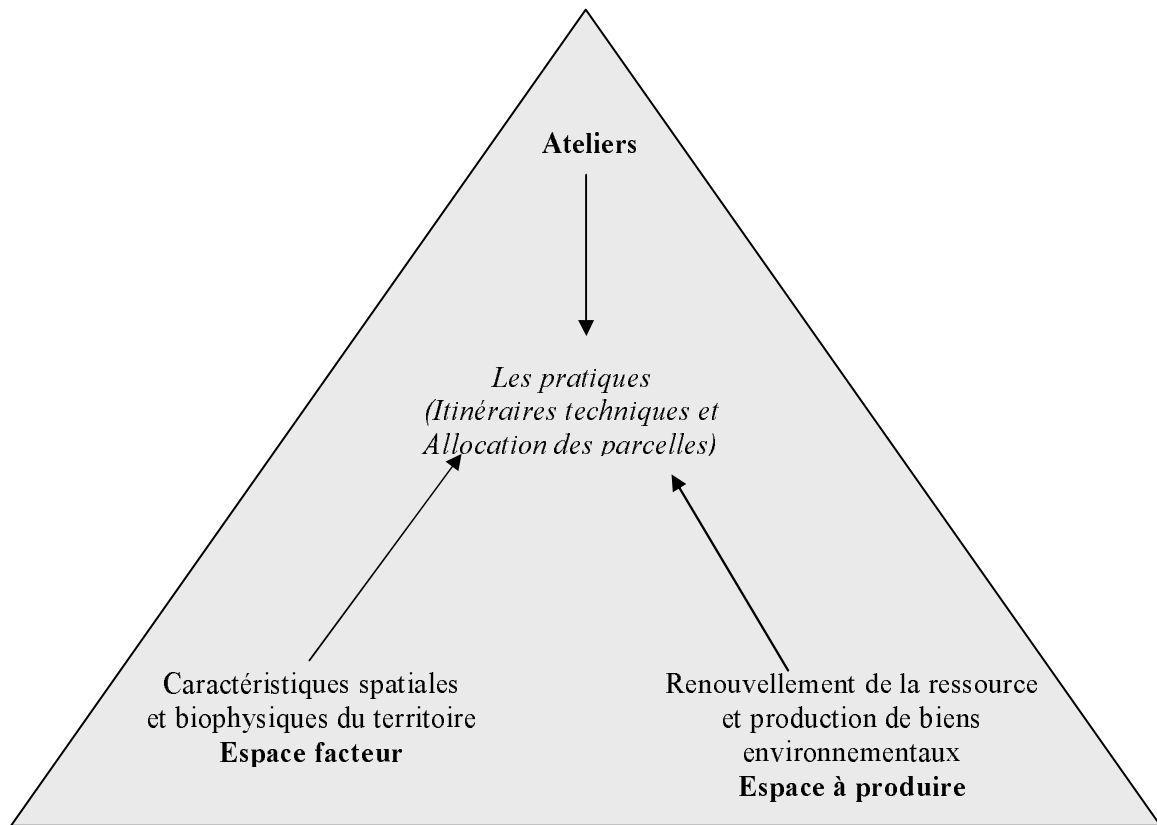 Ateliers
Les pratiques
(Itinéraires techniques et
Allocation des parcelles)
Caractéristiques spatiales
et biophysiques du territoire
Espace facteur
Renouvellement de la ressource
et production de biens
environnementaux
Espace à produire